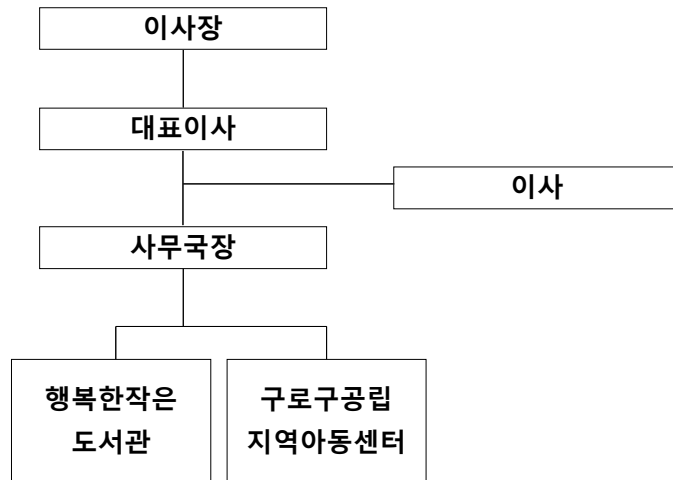 이사장
대표이사
이사
사무국장
행복한작은
도서관
구로구공립
지역아동센터